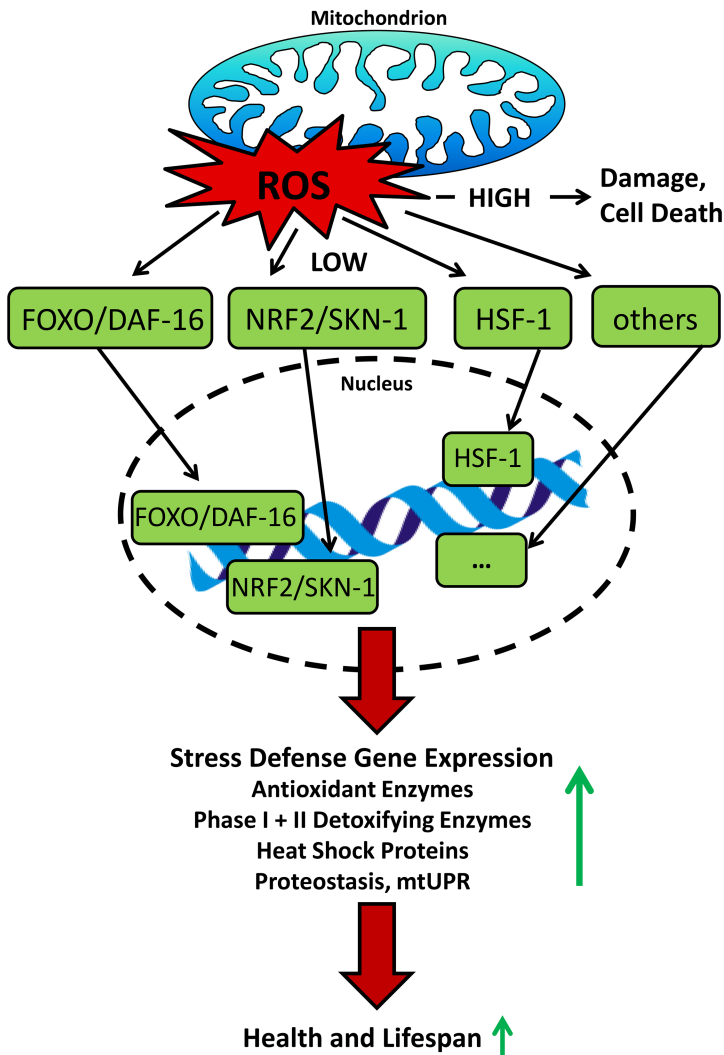 Mitochondrion
ROS
HIGH
Damage,
Cell Death
LOW
FOXO/DAF-16
NRF2/SKN-1
HSF-1
others
Nucleus
HSF-1
FOXO/DAF-16
...
NRF2/SKN-1
Stress Defense Gene Expression
Antioxidant Enzymes
Phase I + II Detoxifying Enzymes
Heat Shock Proteins
Proteostasis, mtUPR
Health and Lifespan